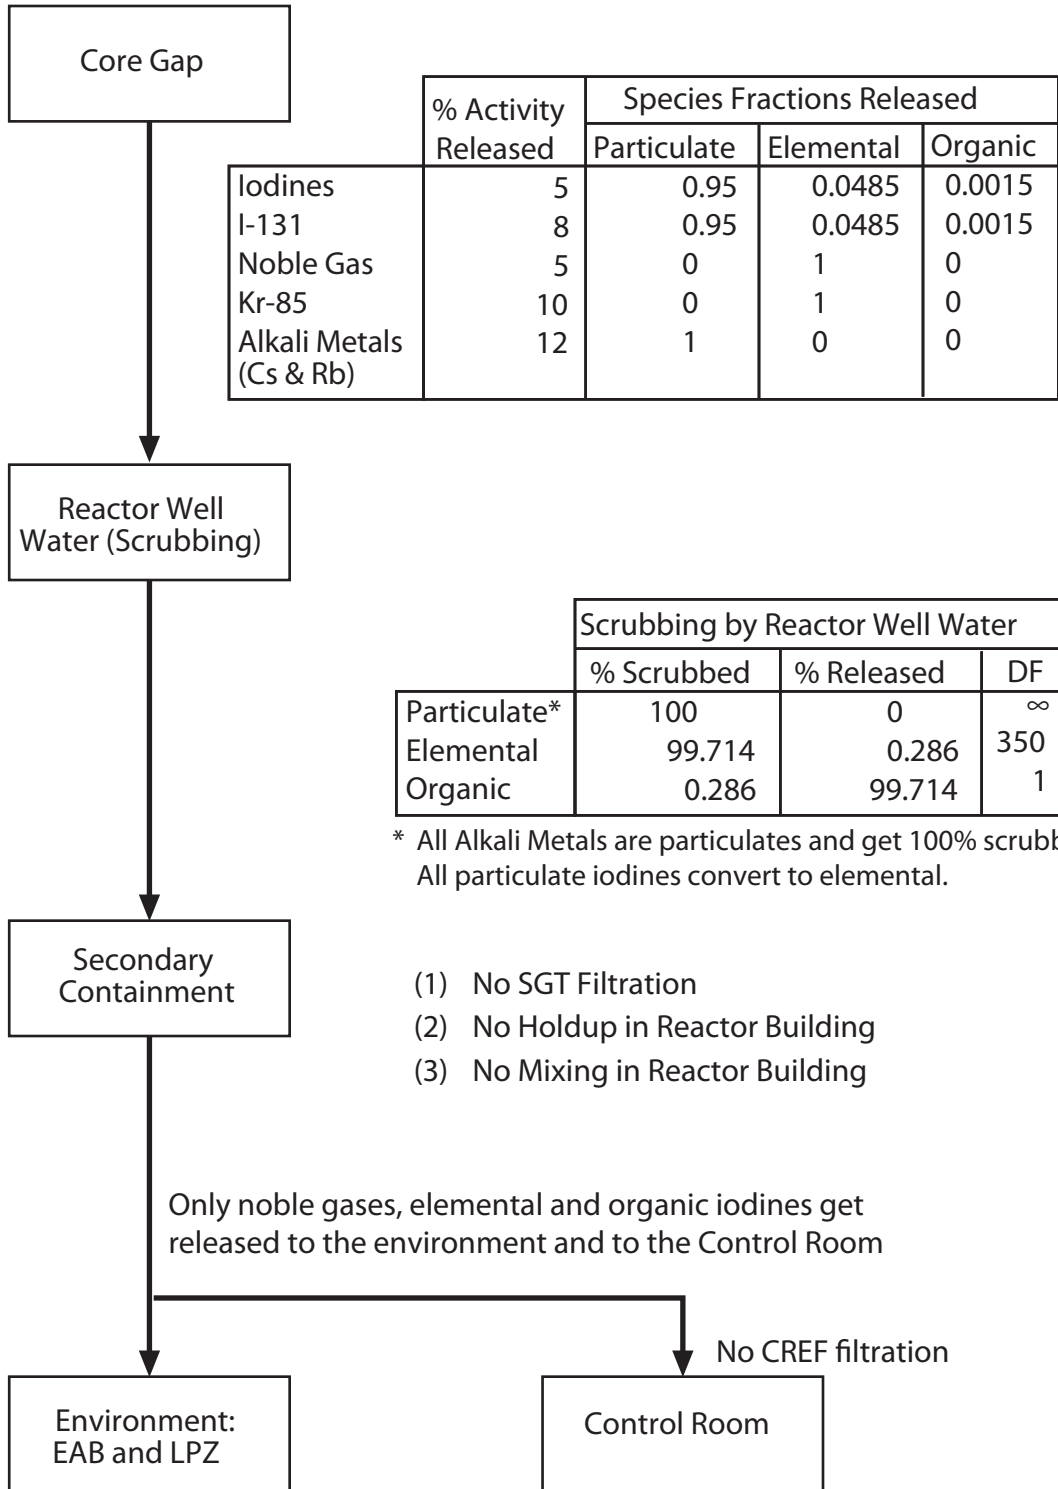 Core Gap
% Activity Released
Species Fractions Released
Particulate Elemental Organic
Iodines 5 0.95 0.0485 0.0015
I-131 8 0.95 0.0485 0.0015
Noble Gas 5 0 1 0
Kr-85 10 0 1 0
Alkali Metals 12 1 0 0
(Cs & Rb)
Reactor Well
Water (Scrubbing)
Scrubbing by Reactor Well Water
% Scrubbed % Released DF
Particulate* 100 0 ∞
Elemental 99.714 0.286 350
Organic 0.286 99.714 1
* All Alkali Metals are particulates and get 100% scrubb
All particulate iodines convert to elemental.
Secondary
Containment
(1) No SGT Filtration
(2) No Holdup in Reactor Building
(3) No Mixing in Reactor Building
Only noble gases, elemental and organic iodines get
released to the environment and to the Control Room
No CREF filtration
Environment:
EAB and LPZ
Control Room